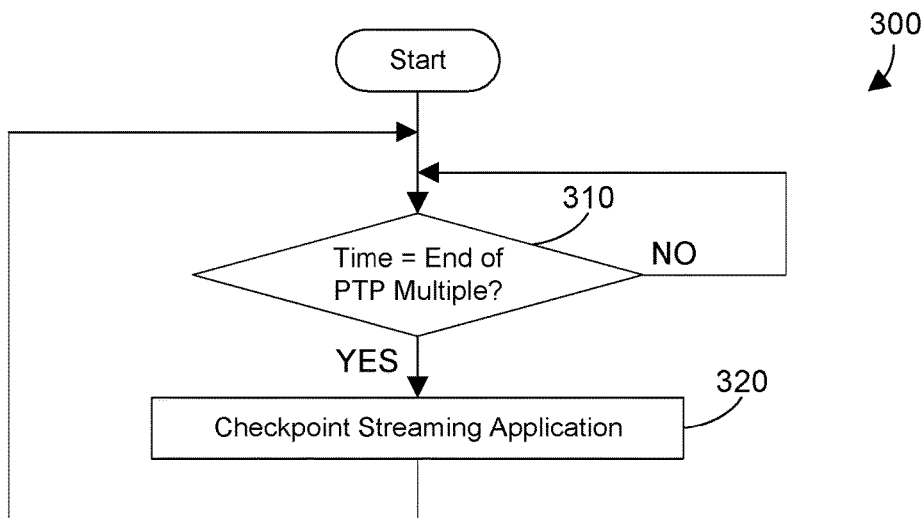 300
Start
310
Time = End of
PTP Multiple?
NO
YES
320
Checkpoint Streaming Application